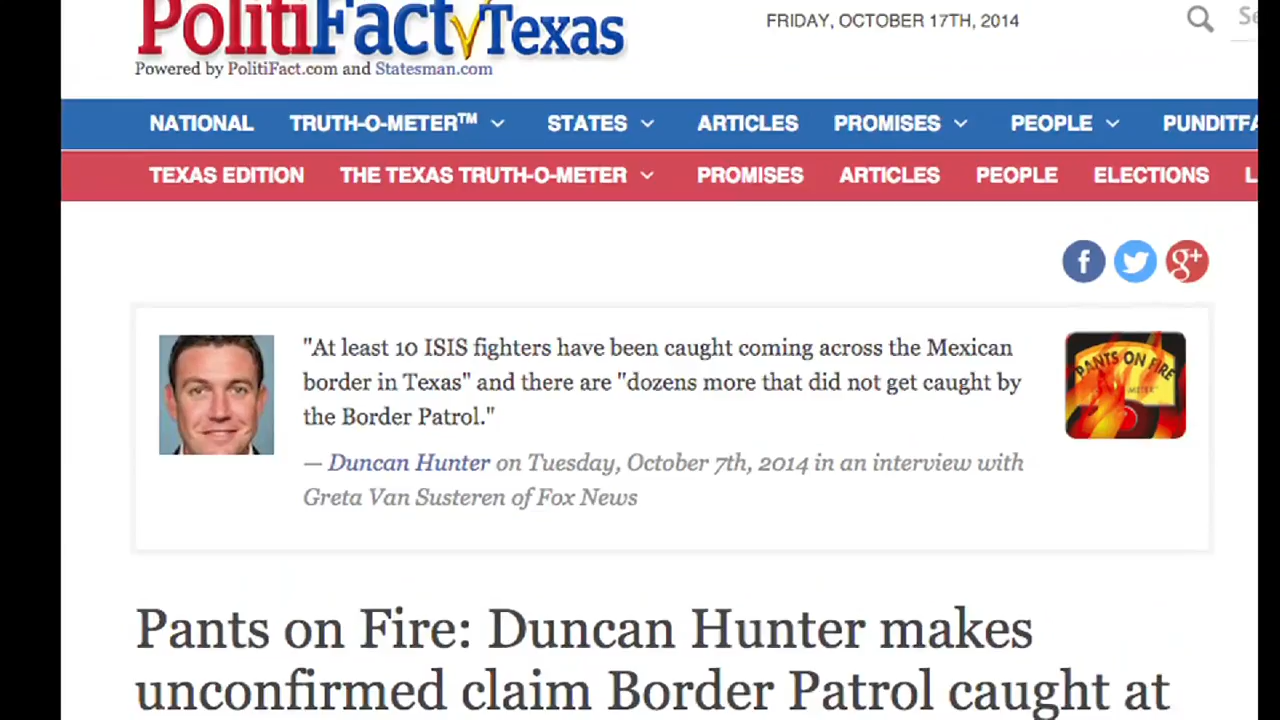 PolitiFact Texas
FRIDAY, OCTOBER 17TH, 2014
Powered by PolitiFact.com and Statesman.com
NATIONAL TRUTH-O-METER™ STATES ARTICLES PROMISES PEOPLE
TEXAS EDITION THE TEXAS TRUTH-O-METER PROMISES ARTICLES PEOPLE ELECTIONS
f g+
"At least 10 ISIS fighters have been caught coming across the Mexican
border in Texas" and there are "dozens more that did not get caught by
the Border Patrol."
— Duncan Hunter on Tuesday, October 7th, 2014 in an interview with
Greta Van Susteren of Fox News
PANTS ON FIRE
Pants on Fire: Duncan Hunter makes
unconfirmed claim Border Patrol caught at